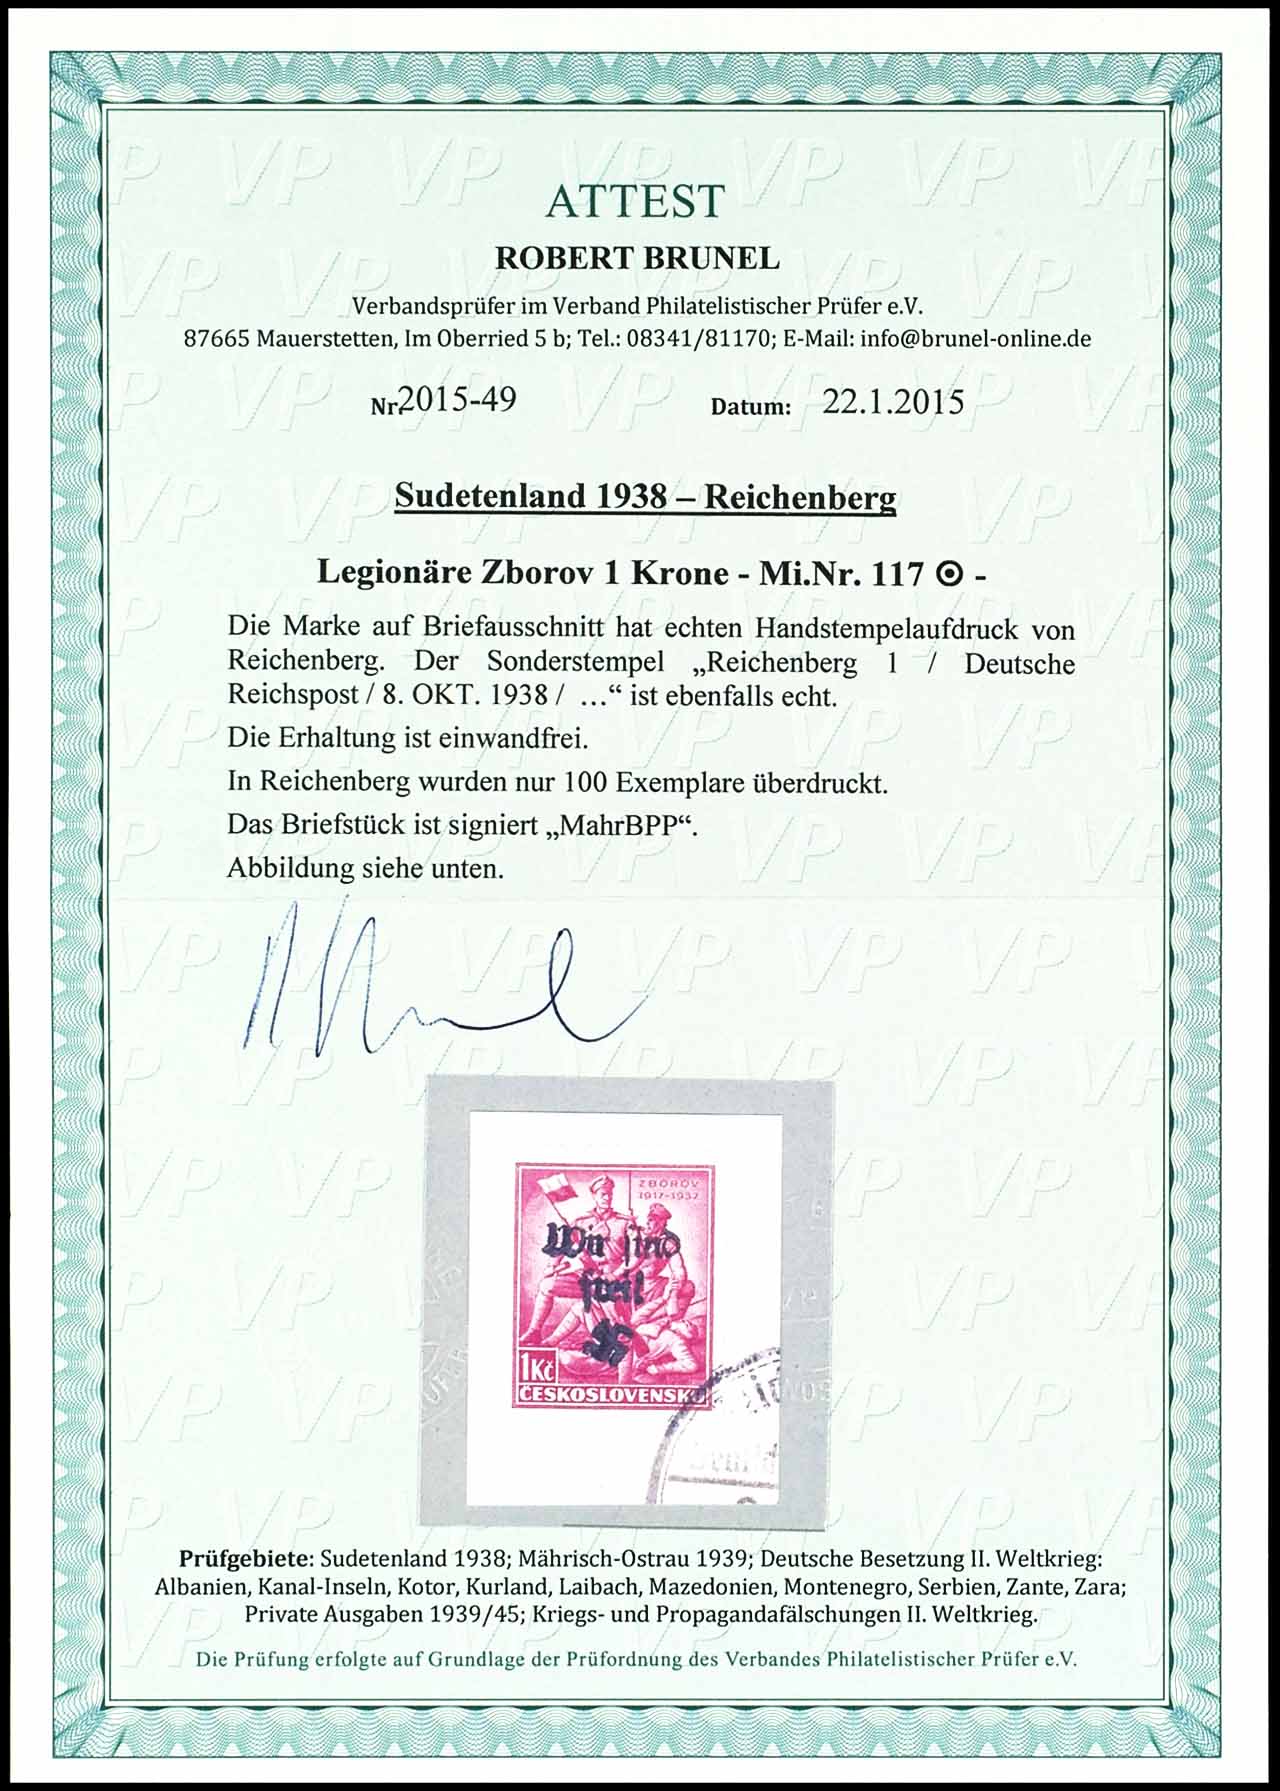 ATTEST
ROBERT BRUNEL
Verbandsprüfer im Verband Philatelistischer Prüfer e.V.
87665 Mauerstetten, Im Oberried 5 b; Tel.: 08341/81170; E-Mail: info@brunel-online.de
Nr. 2015-49 Datum: 22.1.2015
Sudetenland 1938 – Reichenberg
Legionäre Zborov 1 Krone - Mi.Nr. 117 ⊙ -
Die Marke auf Briefausschnitt hat echten Handstempelaufdruck von
Reichenberg. Der Sonderstempel „Reichenberg 1 / Deutsche
Reichspost / 8. OKT. 1938 / ...“ ist ebenfalls echt.
Die Erhaltung ist einwandfrei.
In Reichenberg wurden nur 100 Exemplare überdruckt.
Das Briefstück ist signiert „MahrBPP“.
Abbildung siehe unten.
ZBOROV
1917-1937
Wir sind
frei!
1Kč
ČESKOSLOVENSKO
Prüfgebiete: Sudetenland 1938; Mährisch-Ostrau 1939; Deutsche Besetzung II. Weltkrieg:
Albanien, Kanal-Inseln, Kotor, Kurland, Laibach, Mazedonien, Montenegro, Serbien, Zante, Zara;
Private Ausgaben 1939/45; Kriegs- und Propagandafälschungen II. Weltkrieg.
Die Prüfung erfolgte auf Grundlage der Prüfordnung des Verbandes Philatelistischer Prüfer e.V.